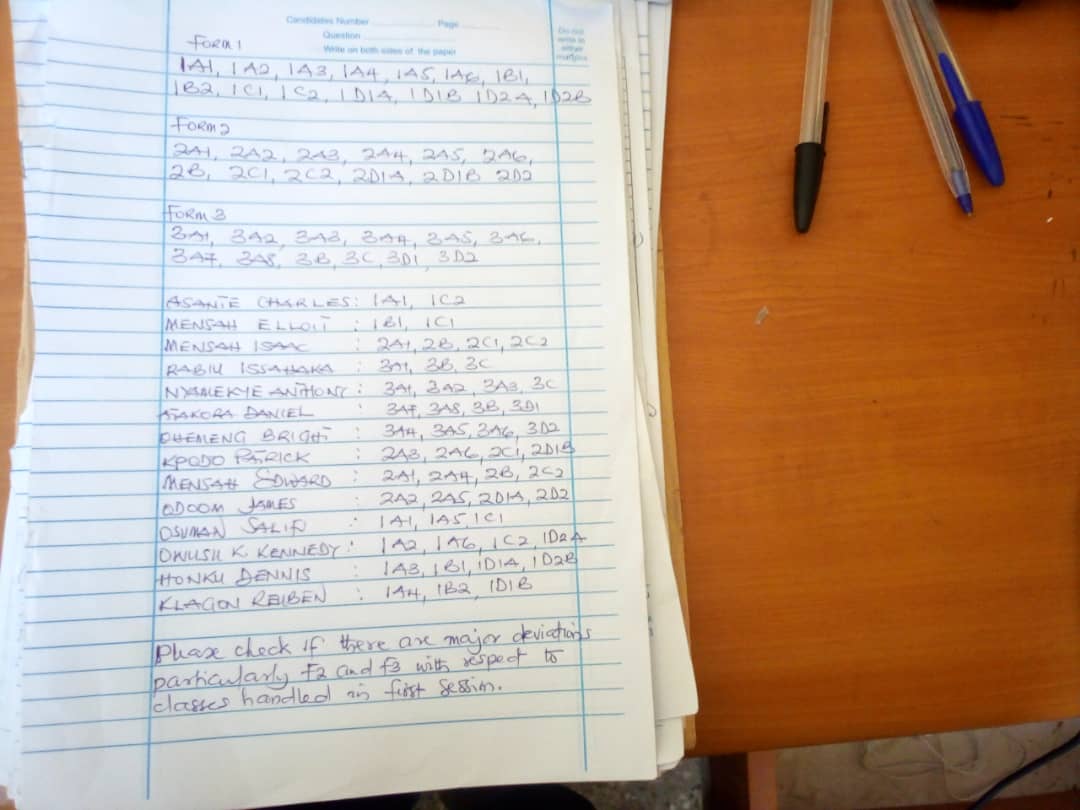 Candidates Number Page
Question
Write on both sides of the paper
Do not
write in
either
margin
FORM 1
1A1, 1A2, 1A3, 1A4, 1A5, 1A6, 1B1,
1B2, 1C1, 1C2, 1D1A, 1D1B 1D2A, 1D2B
FORM 2
2A1, 2A2, 2A3, 2A4, 2A5, 2A6,
2B, 2C1, 2C2, 2D1A, 2D1B 2D2
FORM 3
3A1, 3A2, 3A3, 3A4, 3A5, 3A6,
3A7, 3A8, 3B, 3C, 3D1, 3D2
ASANTE CHARLES: 1A1, 1C2
MENSAH ELLOIT : 1B1, 1C1
MENSAH ISAAC : 2A1, 2B, 2C1, 2C2
RABIU ISSAHAKA : 3A1, 3B, 3C
NYAMEKYE ANTHONY : 3A1, 3A2, 3A3, 3C
ATAKORA DANIEL : 3A7, 3A8, 3B, 3D1
OHEMENG BRIGHT : 3A4, 3A5, 3A6, 3D2
KPODO PATRICK : 2A3, 2A6, 2C1, 2D1B
MENSAH EDWARD : 2A1, 2A4, 2B, 2C2
ODOOM JAMES : 2A2, 2A5, 2D1A, 2D2
OSUMAN SALIF : 1A1, 1A5, 1C1
OWUSU K. KENNEDY : 1A2, 1A6, 1C2, 1D2A
HONKU DENNIS : 1A3, 1B1, 1D1A, 1D2B
KLAGON REIBEN : 1A4, 1B2, 1D1B
Please check if there are major deviations
particularly F2 and f3 with respect to
classes handled in first session.